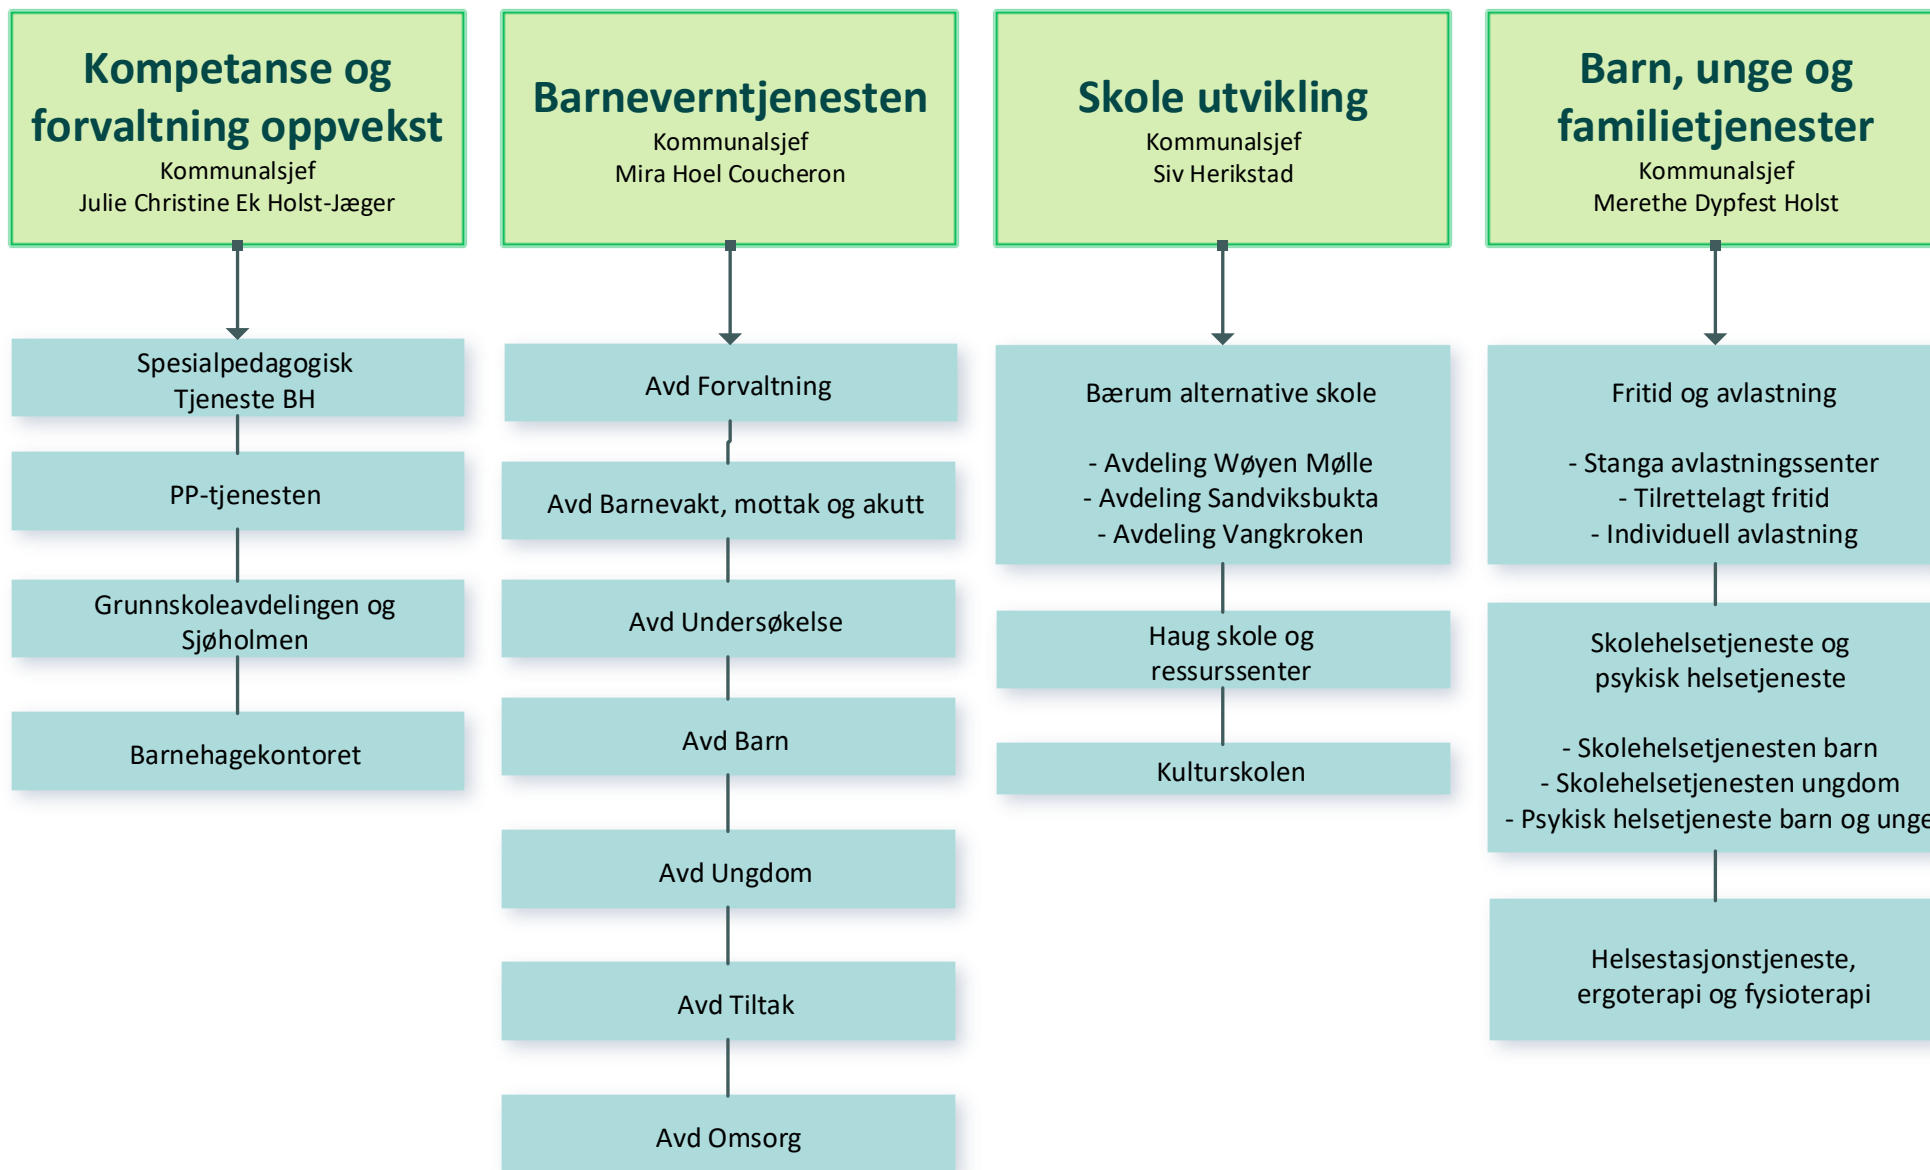 Kompetanse og
forvaltning oppvekst
Kommunalsjef
Julie Christine Ek Holst-Jæger
Spesialpedagogisk
Tjeneste BH
PP-tjenesten
Grunnskoleavdelingen og
Sjøholmen
Barnehagekontoret
Barneverntjenesten
Kommunalsjef
Mira Hoel Coucheron
Avd Forvaltning
Avd Barnevakt, mottak og akutt
Avd Undersøkelse
Avd Barn
Avd Ungdom
Avd Tiltak
Avd Omsorg
Skole utvikling
Kommunalsjef
Siv Herikstad
Bærum alternative skole
- Avdeling Wøyen Mølle
- Avdeling Sandviksbukta
- Avdeling Vangkroken
Haug skole og
ressurssenter
Kulturskolen
Barn, unge og
familietjenester
Kommunalsjef
Merethe Dypfest Holst
Fritid og avlastning
- Stanga avlastningssenter
- Tilrettelagt fritid
- Individuell avlastning
Skolehelsetjeneste og
psykisk helsetjeneste
- Skolehelsetjenesten barn
- Skolehelsetjenesten ungdom
- Psykisk helsetjeneste barn og unge
Helsestasjonstjeneste,
ergoterapi og fysioterapi